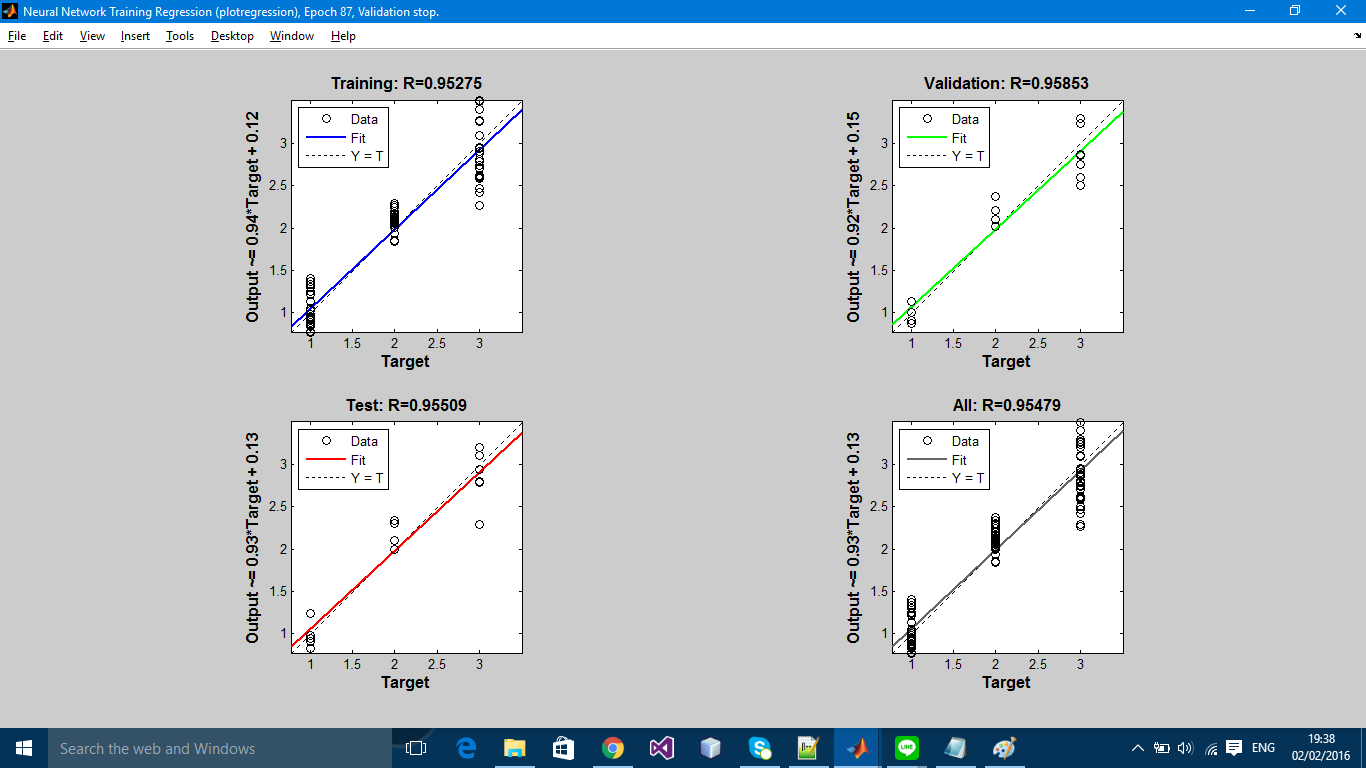 Neural Network Training Regression (plotregression), Epoch 87, Validation stop.
File Edit View Insert Tools Desktop Window Help
Training: R=0.95275
Output ~= 0.94*Target + 0.12
Data
Fit
Y = T
3
2.5
2
1.5
1
1 1.5 2 2.5 3
Target
Validation: R=0.95853
Output ~= 0.92*Target + 0.15
Data
Fit
Y = T
3
2.5
2
1.5
1
1 1.5 2 2.5 3
Target
Test: R=0.95509
Output ~= 0.93*Target + 0.13
Data
Fit
Y = T
3
2.5
2
1.5
1
1 1.5 2 2.5 3
Target
All: R=0.95479
Output ~= 0.93*Target + 0.13
Data
Fit
Y = T
3
2.5
2
1.5
1
1 1.5 2 2.5 3
Target
Search the web and Windows
LINE
ENG
19:38
02/02/2016